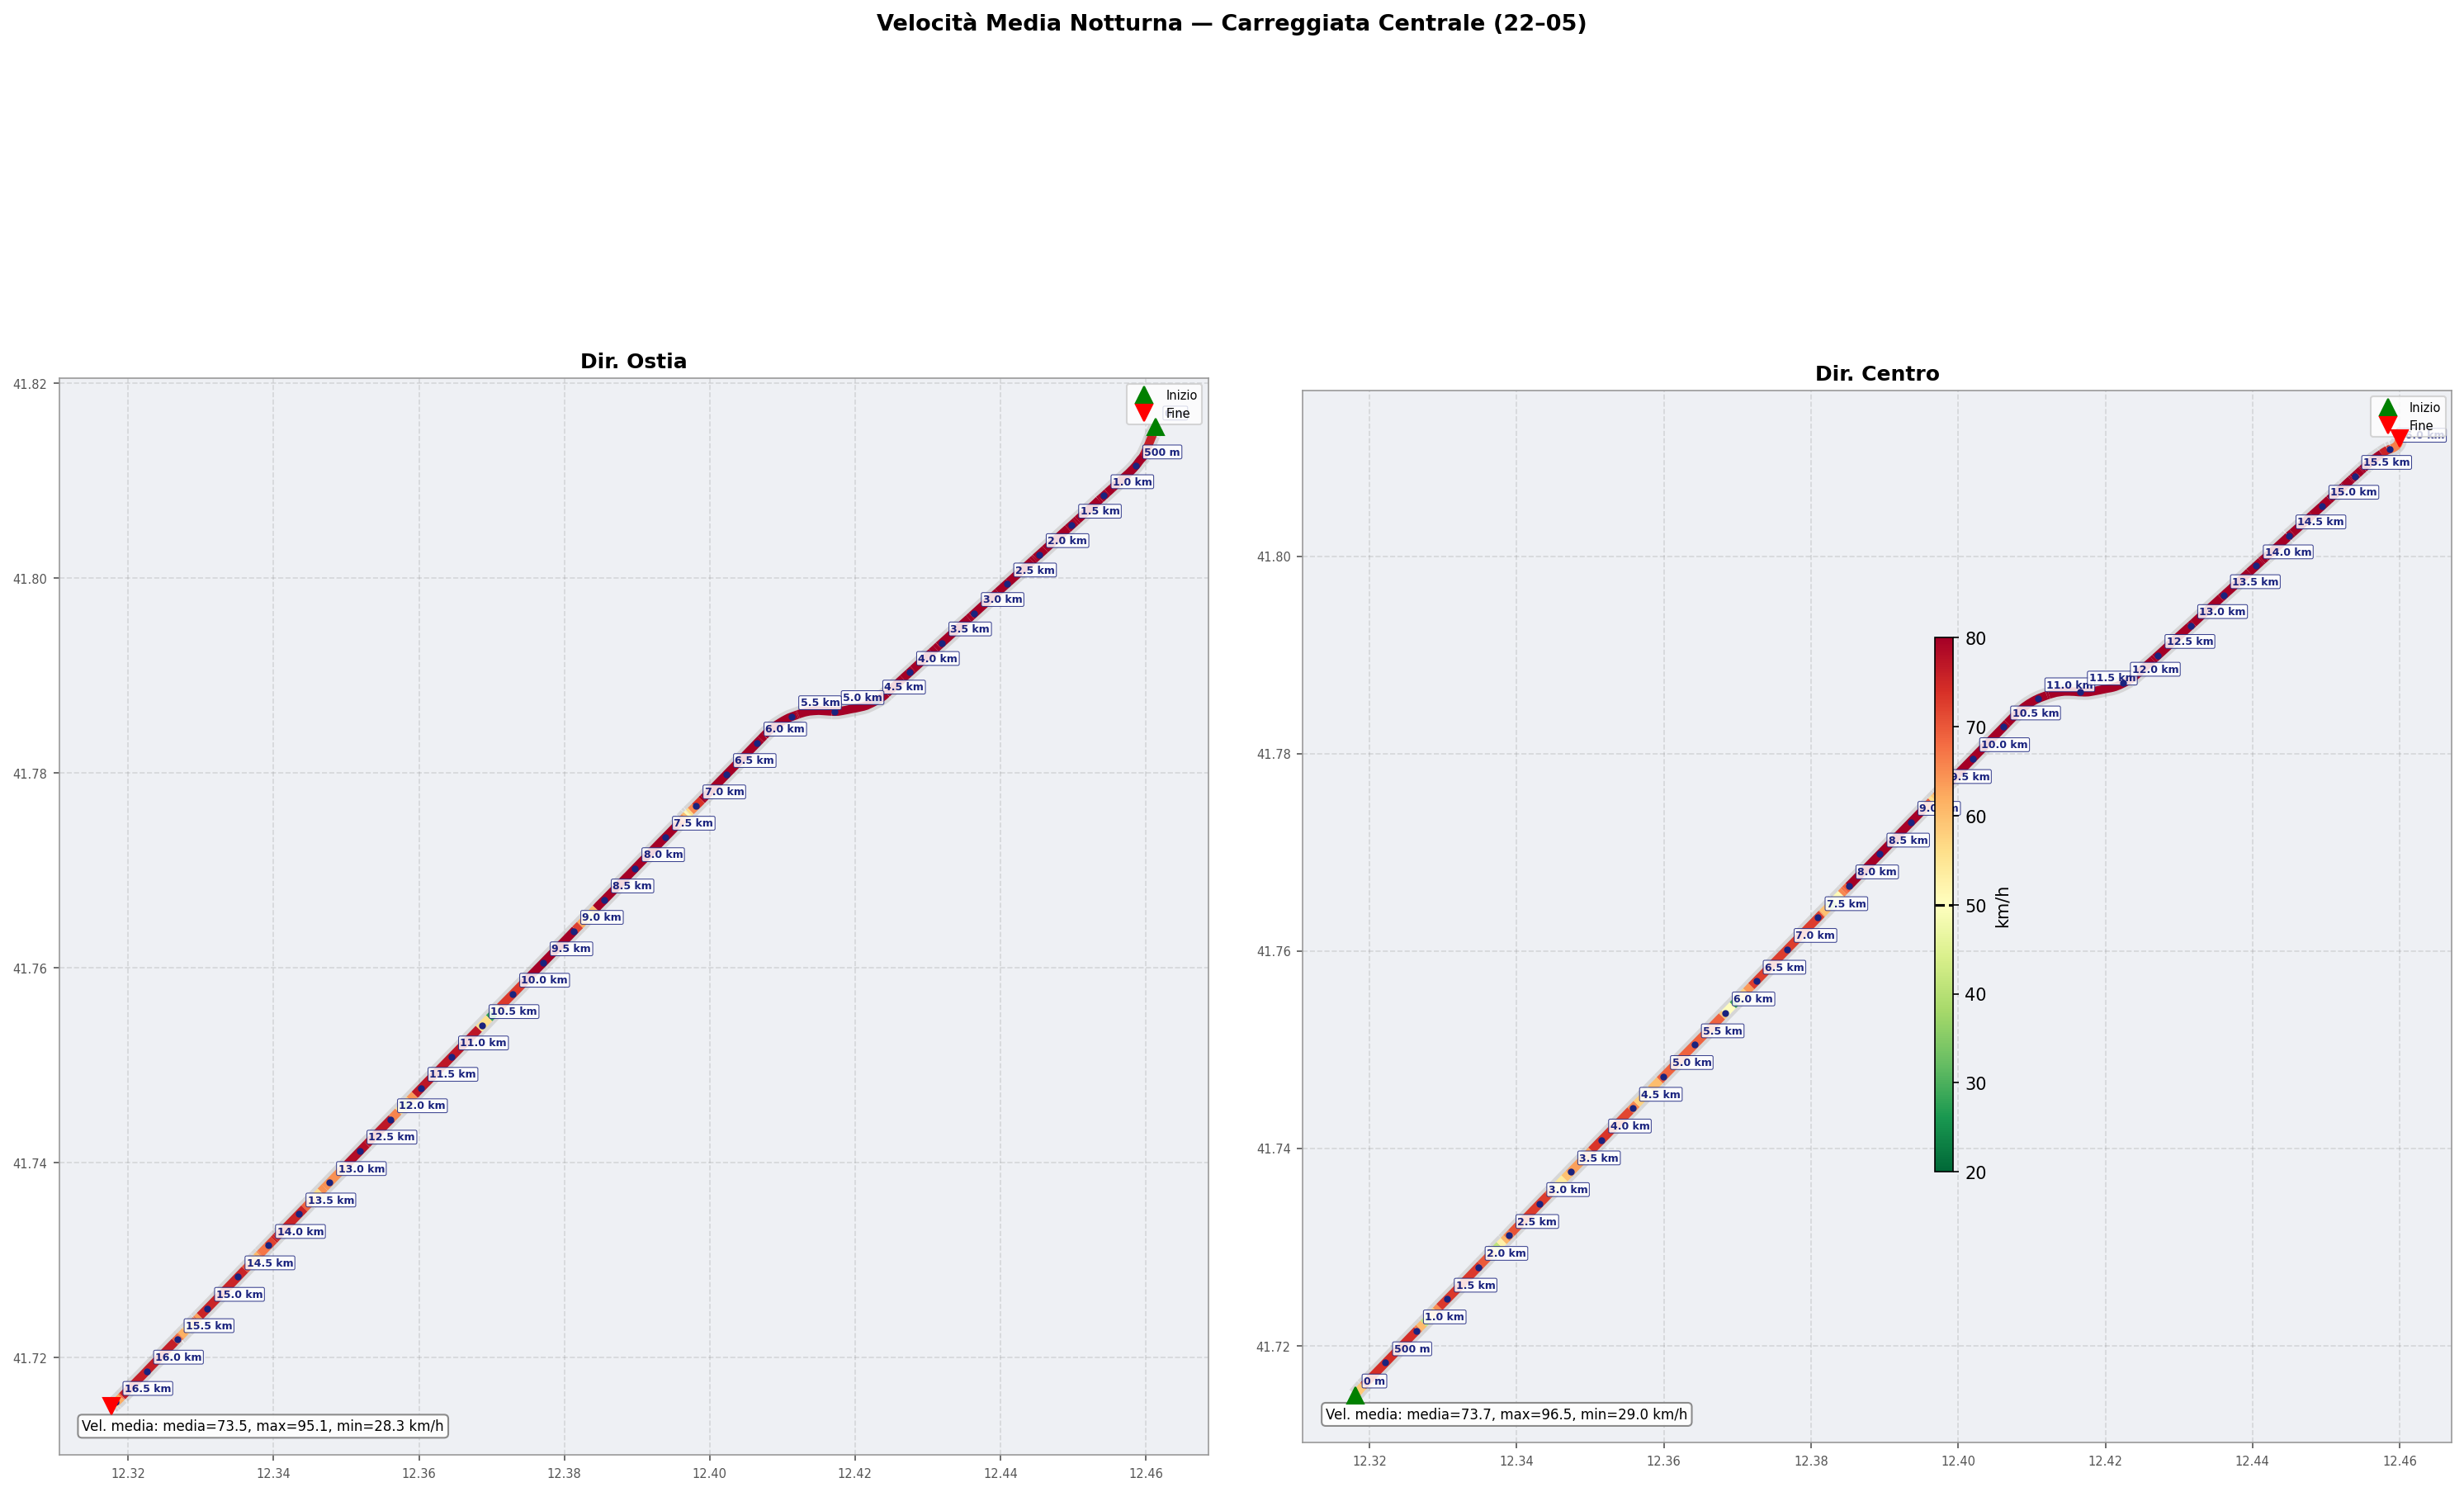 Velocità Media Notturna — Carreggiata Centrale (22–05)
Dir. Ostia
Inizio
Fine
500 m
1.0 km
1.5 km
2.0 km
2.5 km
3.0 km
3.5 km
4.0 km
4.5 km
5.0 km
5.5 km
6.0 km
6.5 km
7.0 km
7.5 km
8.0 km
8.5 km
9.0 km
9.5 km
10.0 km
10.5 km
11.0 km
11.5 km
12.0 km
12.5 km
13.0 km
13.5 km
14.0 km
14.5 km
15.0 km
15.5 km
16.0 km
16.5 km
Vel. media: media=73.5, max=95.1, min=28.3 km/h
41.82
41.80
41.78
41.76
41.74
41.72
12.32
12.34
12.36
12.38
12.40
12.42
12.44
12.46
Dir. Centro
Inizio
Fine
15.5 km
15.0 km
14.5 km
14.0 km
13.5 km
13.0 km
12.5 km
12.0 km
11.5 km
11.0 km
10.5 km
10.0 km
9.5 km
8.5 km
8.0 km
7.5 km
7.0 km
6.5 km
6.0 km
5.5 km
5.0 km
4.5 km
4.0 km
3.5 km
3.0 km
2.5 km
2.0 km
1.5 km
1.0 km
500 m
0 m
Vel. media: media=73.7, max=96.5, min=29.0 km/h
41.80
41.78
41.76
41.74
41.72
12.32
12.34
12.36
12.38
12.40
12.42
12.44
12.46
80
70
60
50
40
30
20
km/h